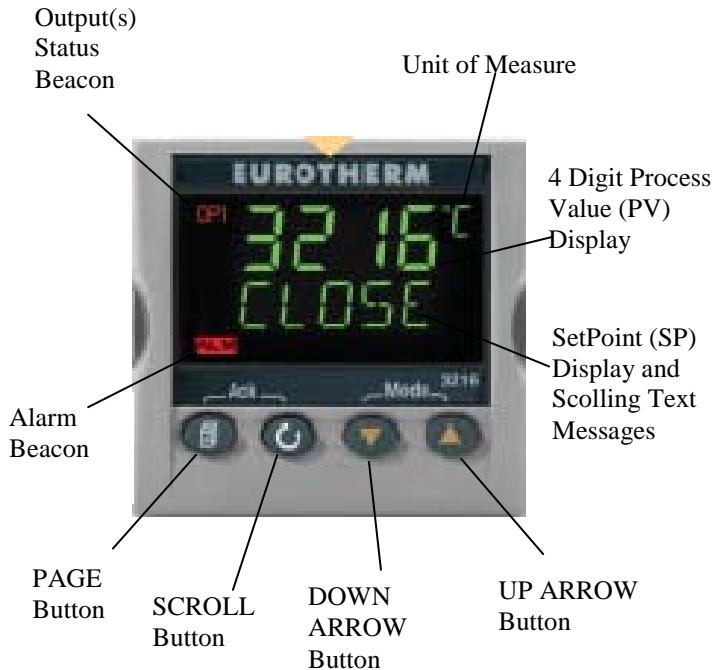 Output(s)
Status
Beacon
Unit of Measure
EUROTHERM
OP1
3216
°C
4 Digit Process
Value (PV)
Display
CLOSE
SetPoint (SP)
Display and
Scolling Text
Messages
ALM
3216
Ack
Mode
Alarm
Beacon
PAGE
Button
SCROLL
Button
DOWN
ARROW
Button
UP ARROW
Button